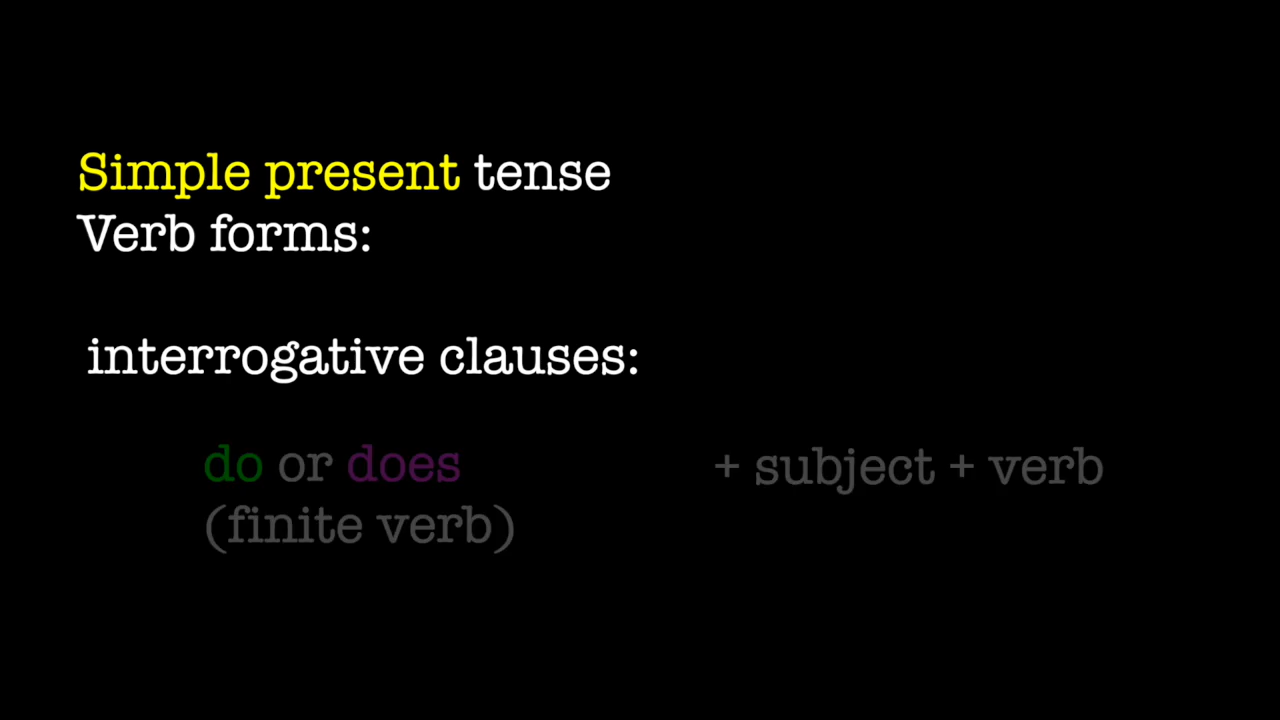 Simple present tense
Verb forms:
interrogative clauses:
do or does + subject + verb
(finite verb)